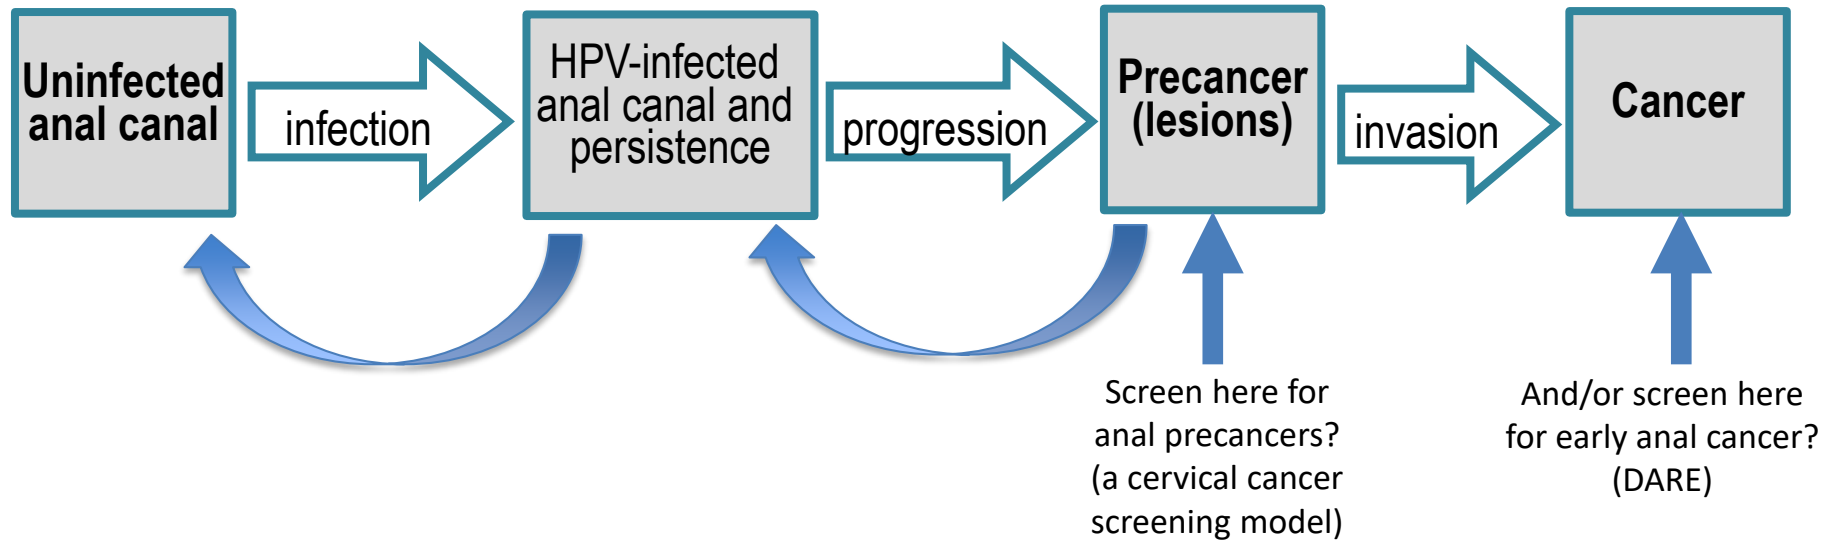 Uninfected
anal canal
infection
HPV-infected
anal canal and
persistence
progression
Precancer
(lesions)
invasion
Cancer
Screen here for
anal precancers?
(a cervical cancer
screening model)
And/or screen here
for early anal cancer?
(DARE)